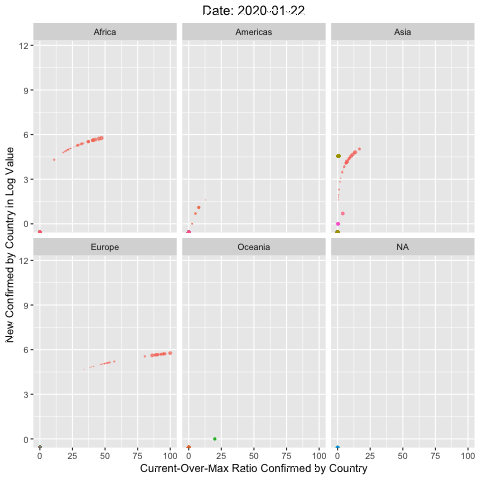 Date: 2020-01-22
Africa Americas Asia
12
9
6
3
0
Europe Oceania NA
12
9
6
3
0
0 25 50 75 100 0 25 50 75 100 0 25 50 75 100
Current-Over-Max Ratio Confirmed by Country
New Confirmed by Country in Log Value